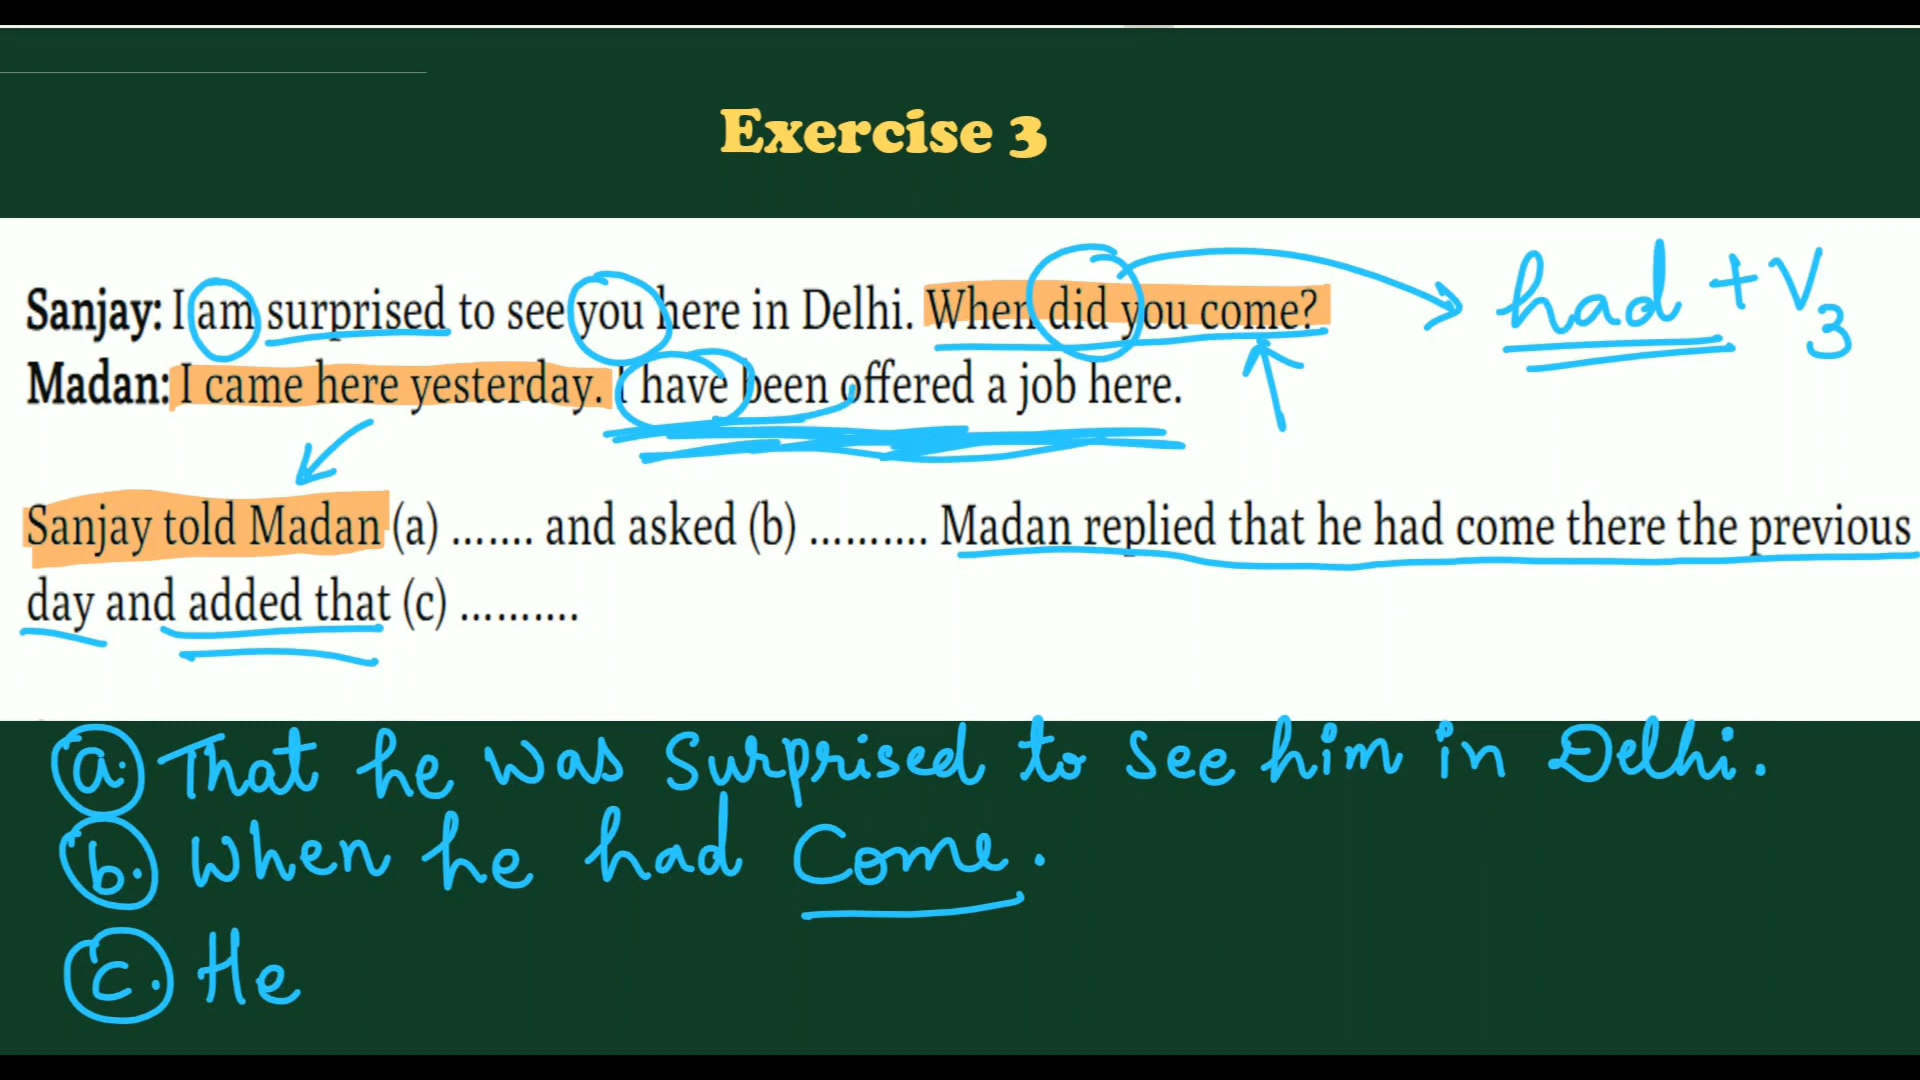 Exercise 3
Sanjay: I am surprised to see you here in Delhi. When did you come?
had + V3
Madan: I came here yesterday. I have been offered a job here.
Sanjay told Madan (a) ....... and asked (b) .......... Madan replied that he had come there the previous
day and added that (c) ..........
a. That he was surprised to see him in Delhi.
b. When he had come.
c. He